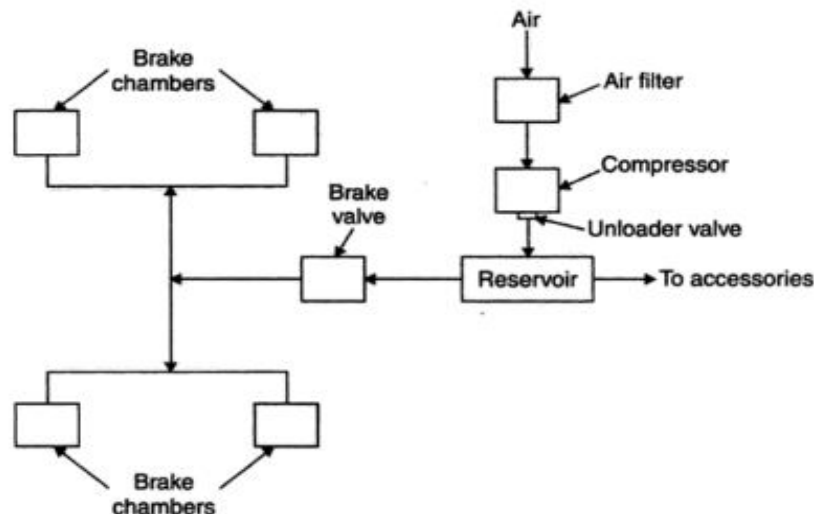 Air
Brake
chambers
Air filter
Compressor
Brake
valve
Unloader valve
Reservoir
To accessories
Brake
chambers